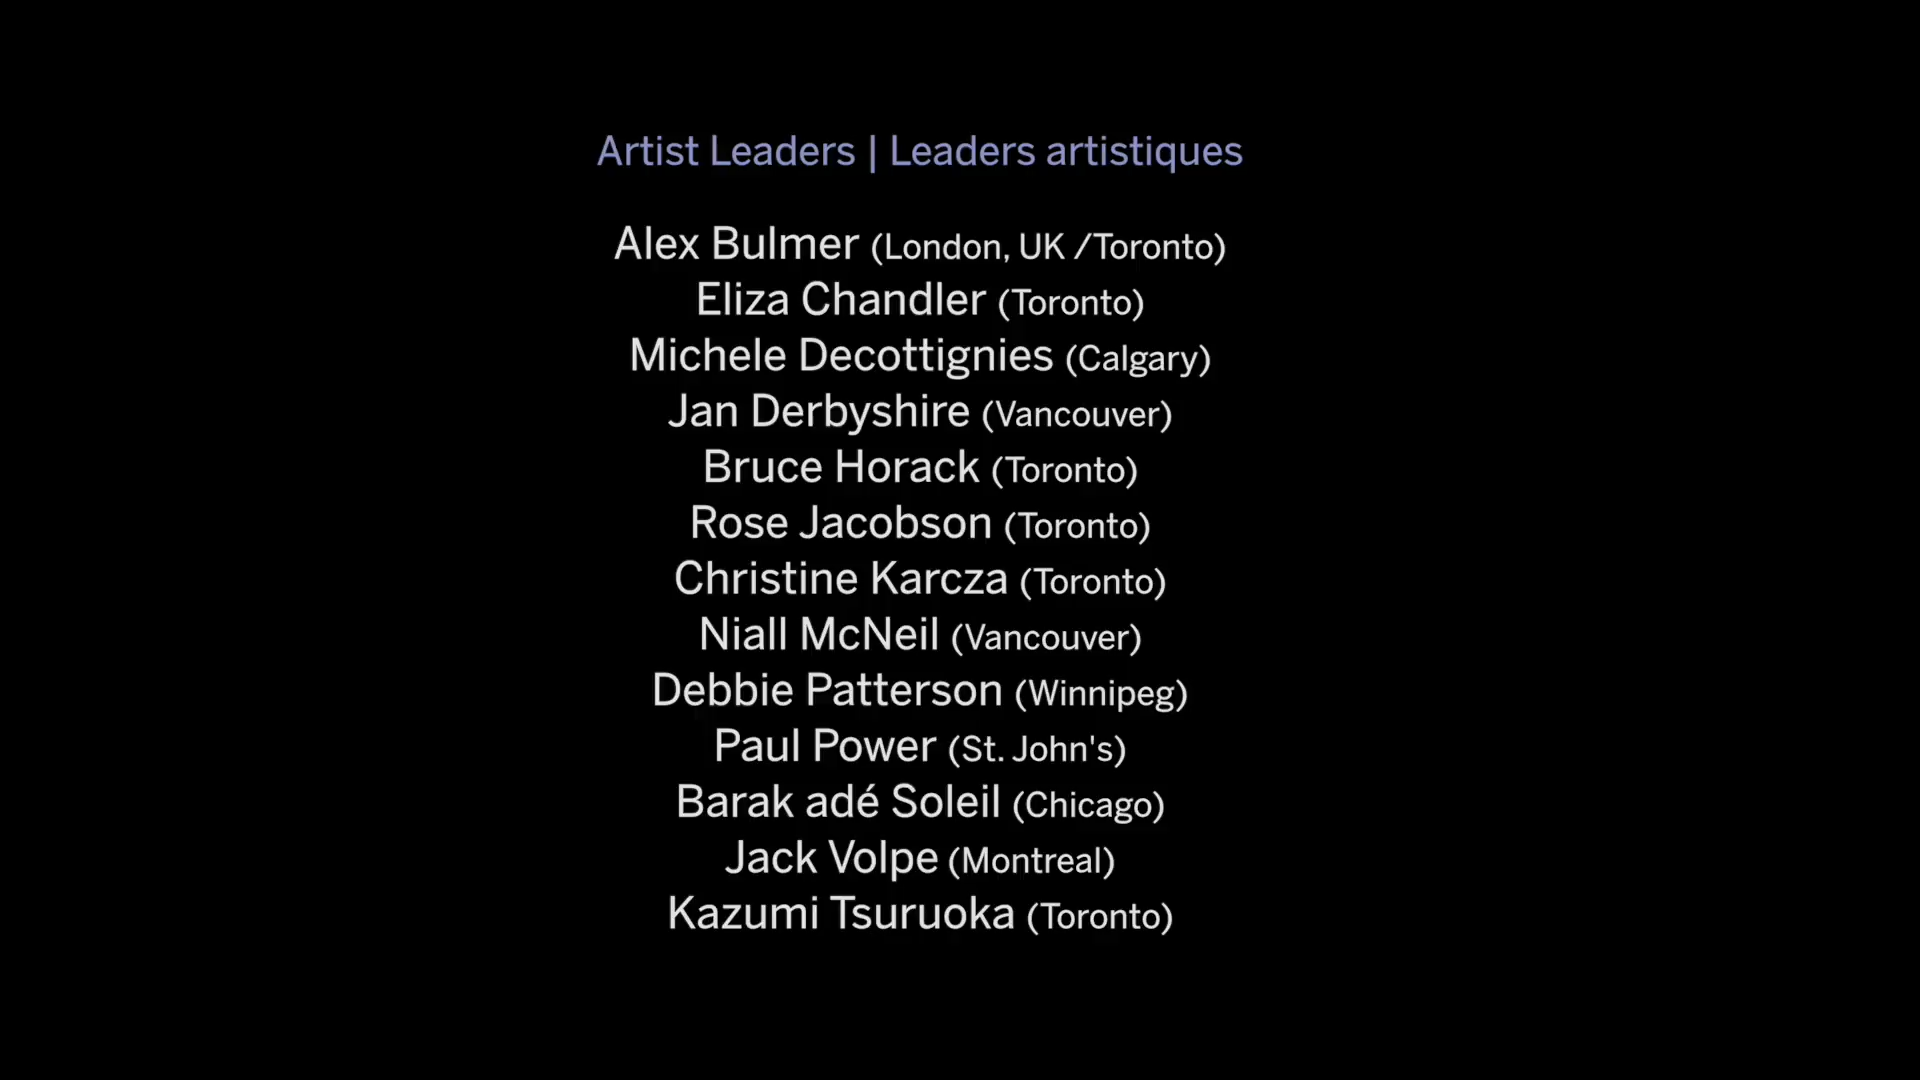 Artist Leaders | Leaders artistiques
Alex Bulmer (London, UK /Toronto)
Eliza Chandler (Toronto)
Michele Decottignies (Calgary)
Jan Derbyshire (Vancouver)
Bruce Horack (Toronto)
Rose Jacobson (Toronto)
Christine Karcza (Toronto)
Niall McNeil (Vancouver)
Debbie Patterson (Winnipeg)
Paul Power (St. John's)
Barak adé Soleil (Chicago)
Jack Volpe (Montreal)
Kazumi Tsuruoka (Toronto)